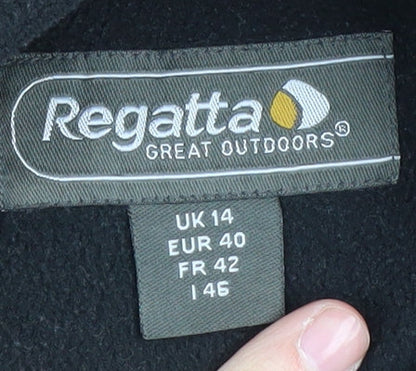 Regatta
GREAT OUTDOORS®
UK 14
EUR 40
FR 42
I 46